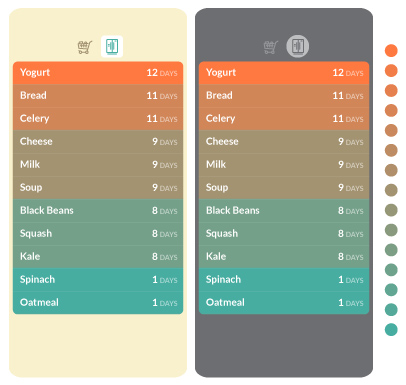 Yogurt 12 DAYS
Bread 11 DAYS
Celery 11 DAYS
Cheese 9 DAYS
Milk 9 DAYS
Soup 9 DAYS
Black Beans 8 DAYS
Squash 8 DAYS
Kale 8 DAYS
Spinach 1 DAYS
Oatmeal 1 DAYS
Yogurt 12 DAYS
Bread 11 DAYS
Celery 11 DAYS
Cheese 9 DAYS
Milk 9 DAYS
Soup 9 DAYS
Black Beans 8 DAYS
Squash 8 DAYS
Kale 8 DAYS
Spinach 1 DAYS
Oatmeal 1 DAYS